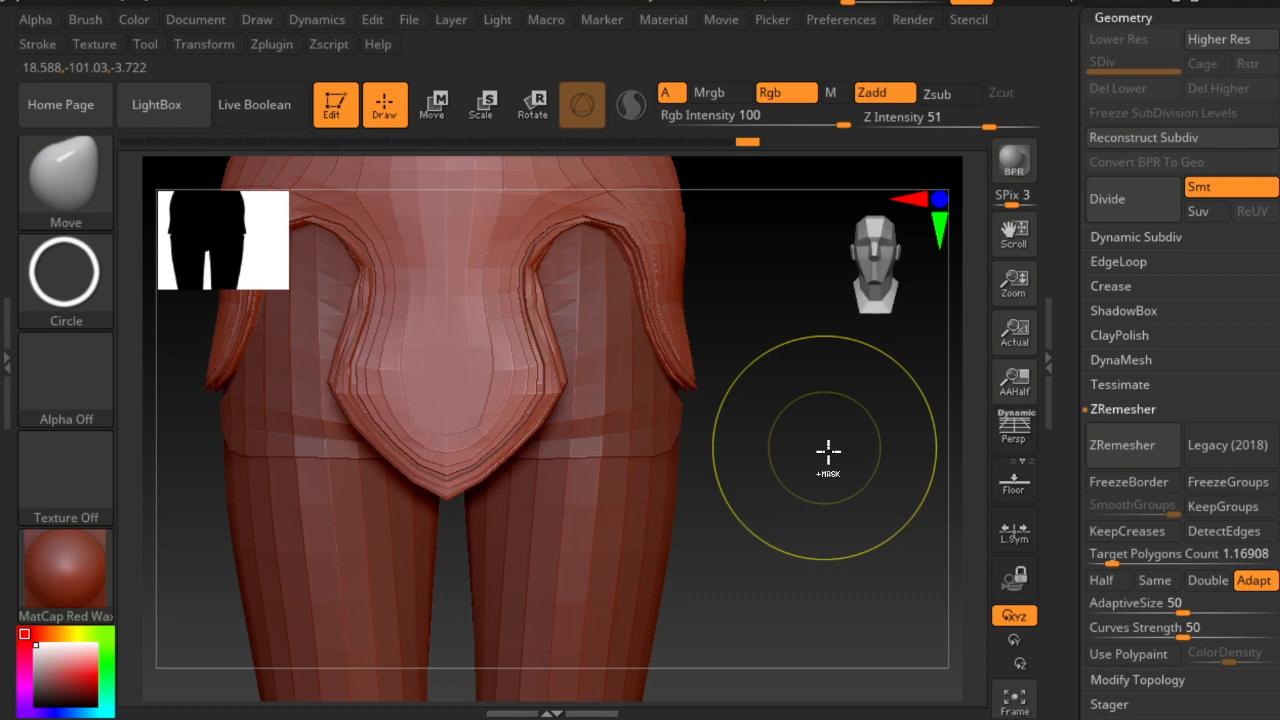 Alpha Brush Color Document Draw Dynamics Edit File Layer Light Macro Marker Material Movie Picker Preferences Render Stencil
Stroke Texture Tool Transform Zplugin Zscript Help
18.588,-101.03,-3.722
Home Page LightBox Live Boolean Edit Draw Move Scale Rotate A Mrgb Rgb M Zadd Zsub Zcut
Rgb Intensity 100 Z Intensity 51
Move
Circle
Alpha Off
Texture Off
MatCap Red Wax
+MASK
BPR
SPix 3
Scroll
Zoom
Actual
AAHalf
Dynamic
Persp
Floor
L.Sym
XYZ
Y
Z
Frame
Geometry
Lower Res Higher Res
SDiv Cage Rstr
Del Lower Del Higher
Freeze SubDivision Levels
Reconstruct Subdiv
Convert BPR To Geo
Divide Smt
Suv ReUV
Dynamic Subdiv
EdgeLoop
Crease
ShadowBox
ClayPolish
DynaMesh
Tessimate
ZRemesher
ZRemesher Legacy (2018)
FreezeBorder FreezeGroups
SmoothGroups KeepGroups
KeepCreases DetectEdges
Target Polygons Count 1.16908
Half Same Double Adapt
AdaptiveSize 50
Curves Strength 50
Use Polypaint ColorDensity
Modify Topology
Stager